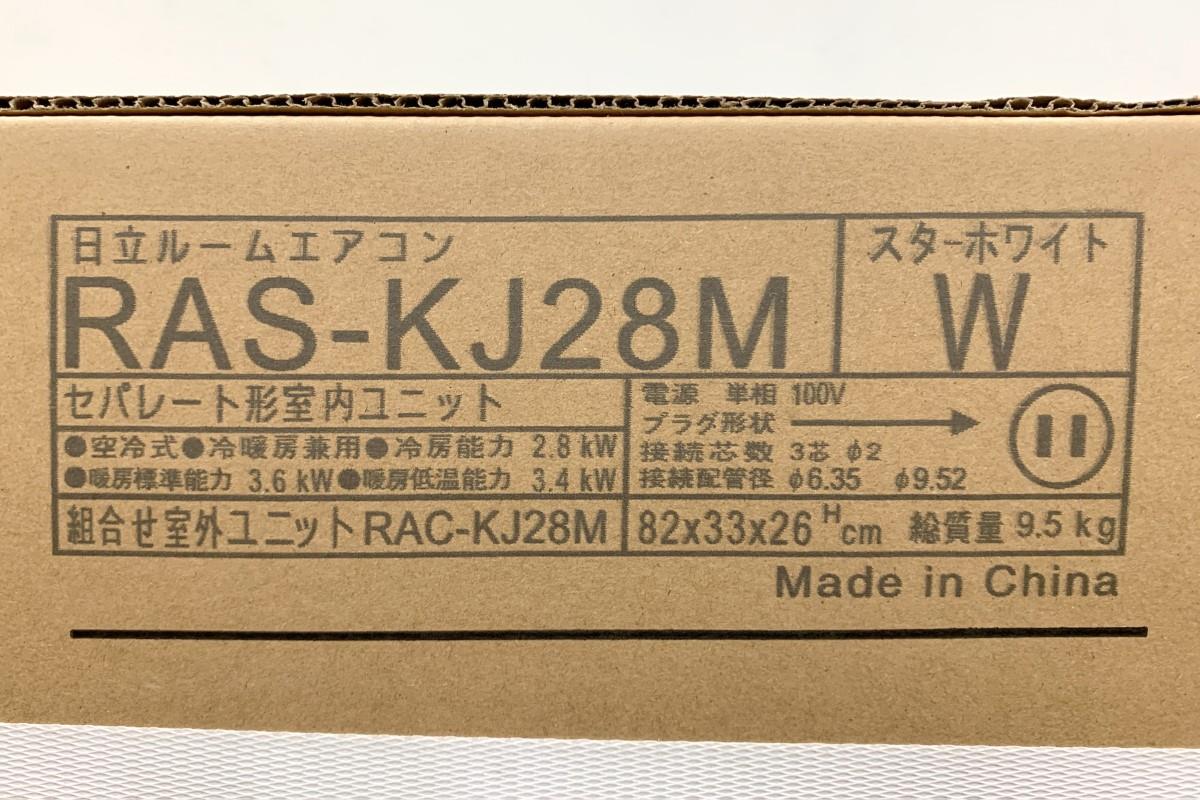 日立ルームエアコン
RAS-KJ28M
スターホワイト
W
セパレート形室内ユニット
●空冷式●冷暖房兼用●冷房能力 2.8 kW
●暖房標準能力 3.6 kW●暖房低温能力 3.4 kW
組合せ室外ユニットRAC-KJ28M
電源 単相 100V
プラグ形状
接続芯数 3芯 φ2
接続配管径 φ6.35 φ9.52
82x33x26 H cm 総質量 9.5 kg
Made in China